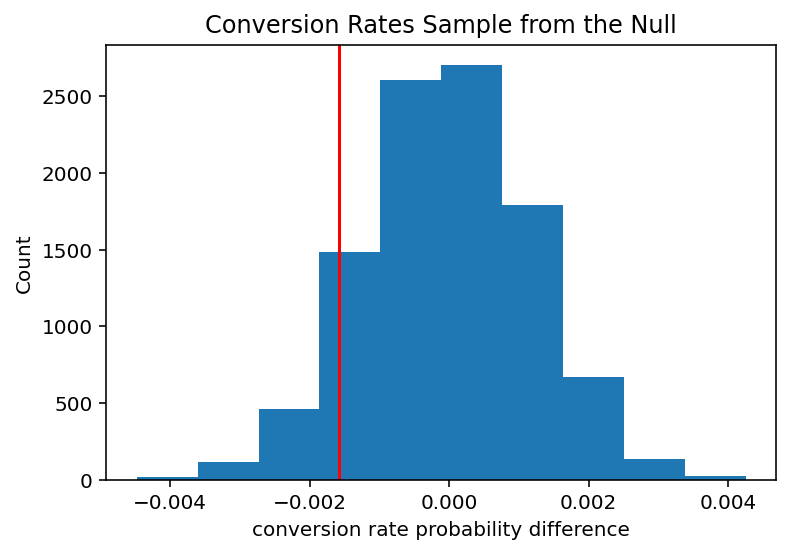 Conversion Rates Sample from the Null
2500
2000
1500
1000
500
0
Count
−0.004 −0.002 0.000 0.002 0.004
conversion rate probability difference